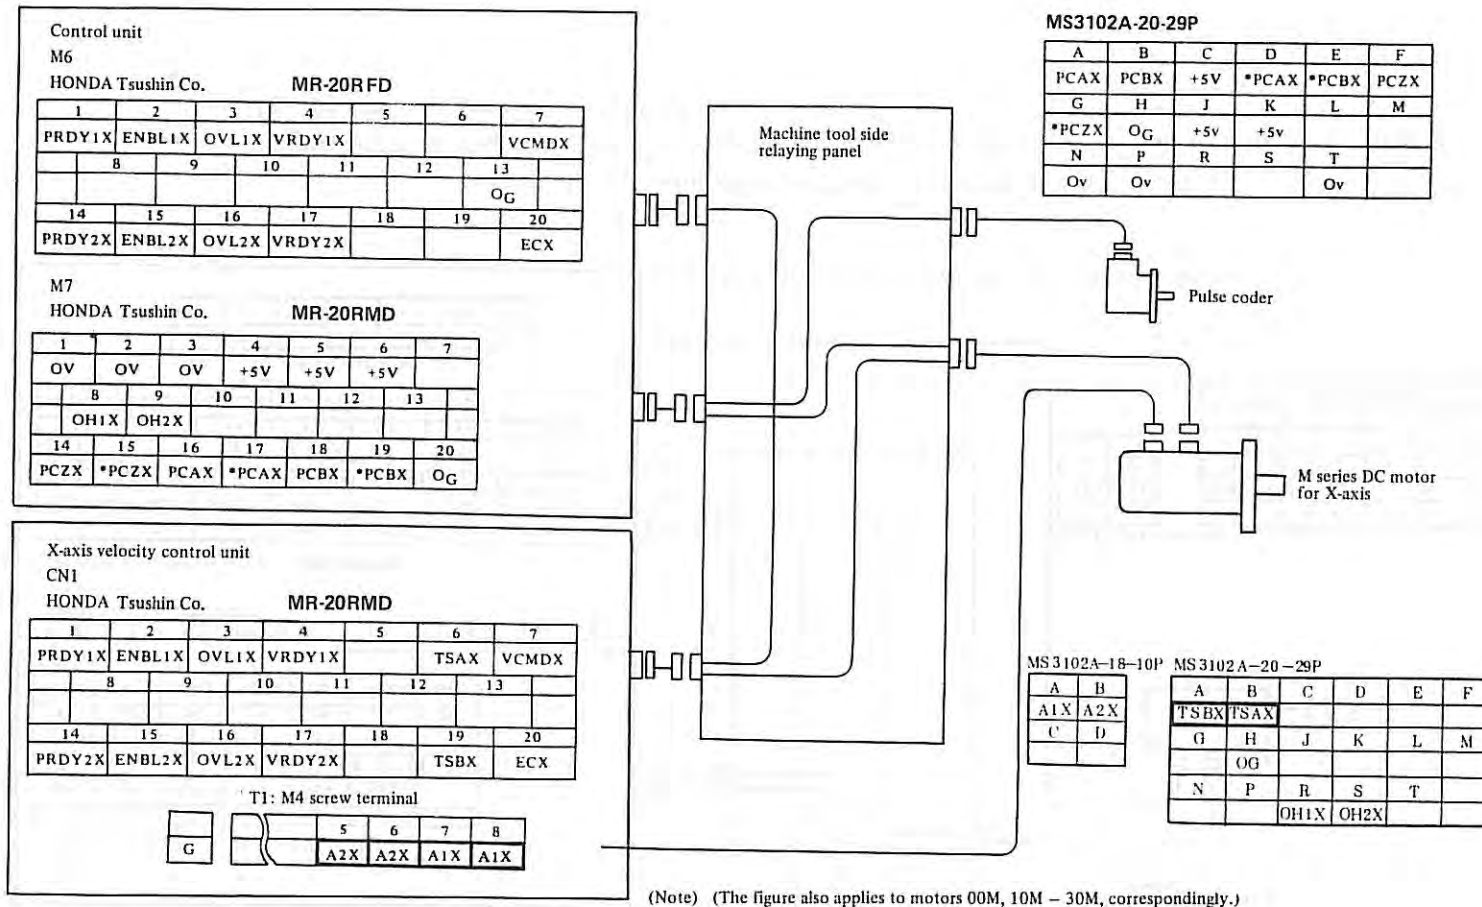 Control unit
M6
HONDA Tsushin Co. MR-20RFD
1 2 3 4 5 6 7
PRDY1X ENBL1X OVL1X VRDY1X VCMDX
8 9 10 11 12 13
OG
14 15 16 17 18 19 20
PRDY2X ENBL2X OVL2X VRDY2X ECX
M7
HONDA Tsushin Co. MR-20RMD
1 2 3 4 5 6 7
OV OV OV +5V +5V +5V
8 9 10 11 12 13
OH1X OH2X
14 15 16 17 18 19 20
PCZX *PCZX PCAX *PCAX PCBX *PCBX OG
X-axis velocity control unit
CN1
HONDA Tsushin Co. MR-20RMD
1 2 3 4 5 6 7
PRDY1X ENBL1X OVL1X VRDY1X TSAX VCMDX
8 9 10 11 12 13
14 15 16 17 18 19 20
PRDY2X ENBL2X OVL2X VRDY2X TSBX ECX
T1: M4 screw terminal
5 6 7 8
G A2X A2X A1X A1X
Machine tool side
relaying panel
MS3102A-20-29P
A B C D E F
PCAX PCBX +5V *PCAX *PCBX PCZX
G H J K L M
*PCZX OG +5v +5v
N P R S T
Ov Ov Ov
Pulse coder
M series DC motor
for X-axis
MS3102A-18-10P
A B
A1X A2X
C D
MS3102A-20-29P
A B C D E F
TSBX TSAX
G H J K L M
OG
N P R S T
OH1X OH2X
(Note) (The figure also applies to motors 00M, 10M – 30M, correspondingly.)